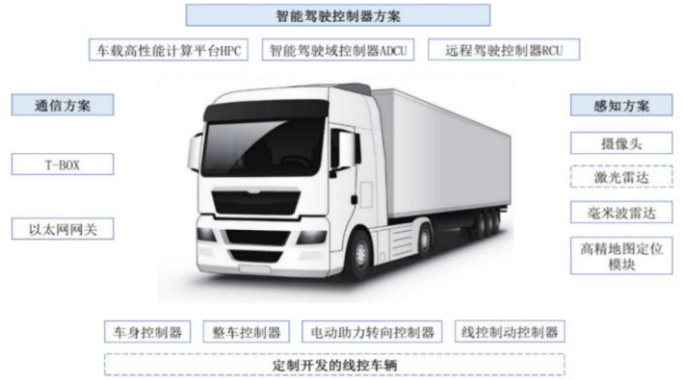 智能驾驶控制器方案
车载高性能计算平台HPC
智能驾驶域控制器ADCU
远程驾驶控制器RCU
通信方案
T-BOX
以太网网关
感知方案
摄像头
激光雷达
毫米波雷达
高精地图定位
模块
车身控制器
整车控制器
电动助力转向控制器
线控制动控制器
定制开发的线控车辆